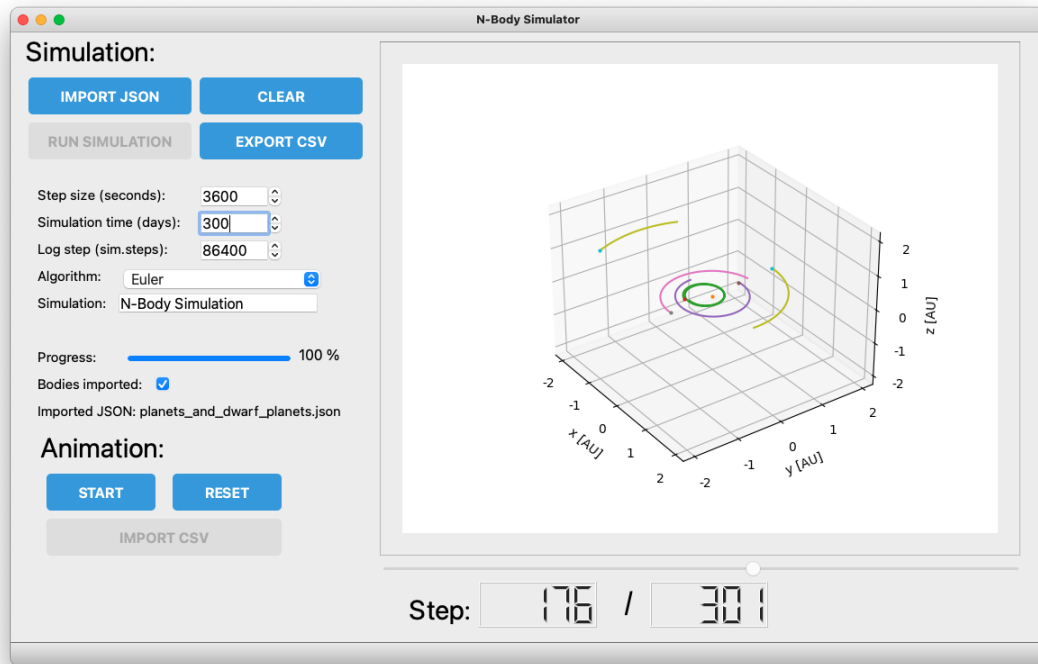 N-Body Simulator
Simulation:
IMPORT JSON
CLEAR
RUN SIMULATION
EXPORT CSV
Step size (seconds): 3600
Simulation time (days): 300
Log step (sim.steps): 86400
Algorithm: Euler
Simulation: N-Body Simulation
Progress: 100 %
Bodies imported:
Imported JSON: planets_and_dwarf_planets.json
Animation:
START
RESET
IMPORT CSV
2
1
0
-1
-2
z [AU]
-2
-1
0
1
2
x [AU]
-2
-1
0
1
2
y [AU]
Step: 176 / 301